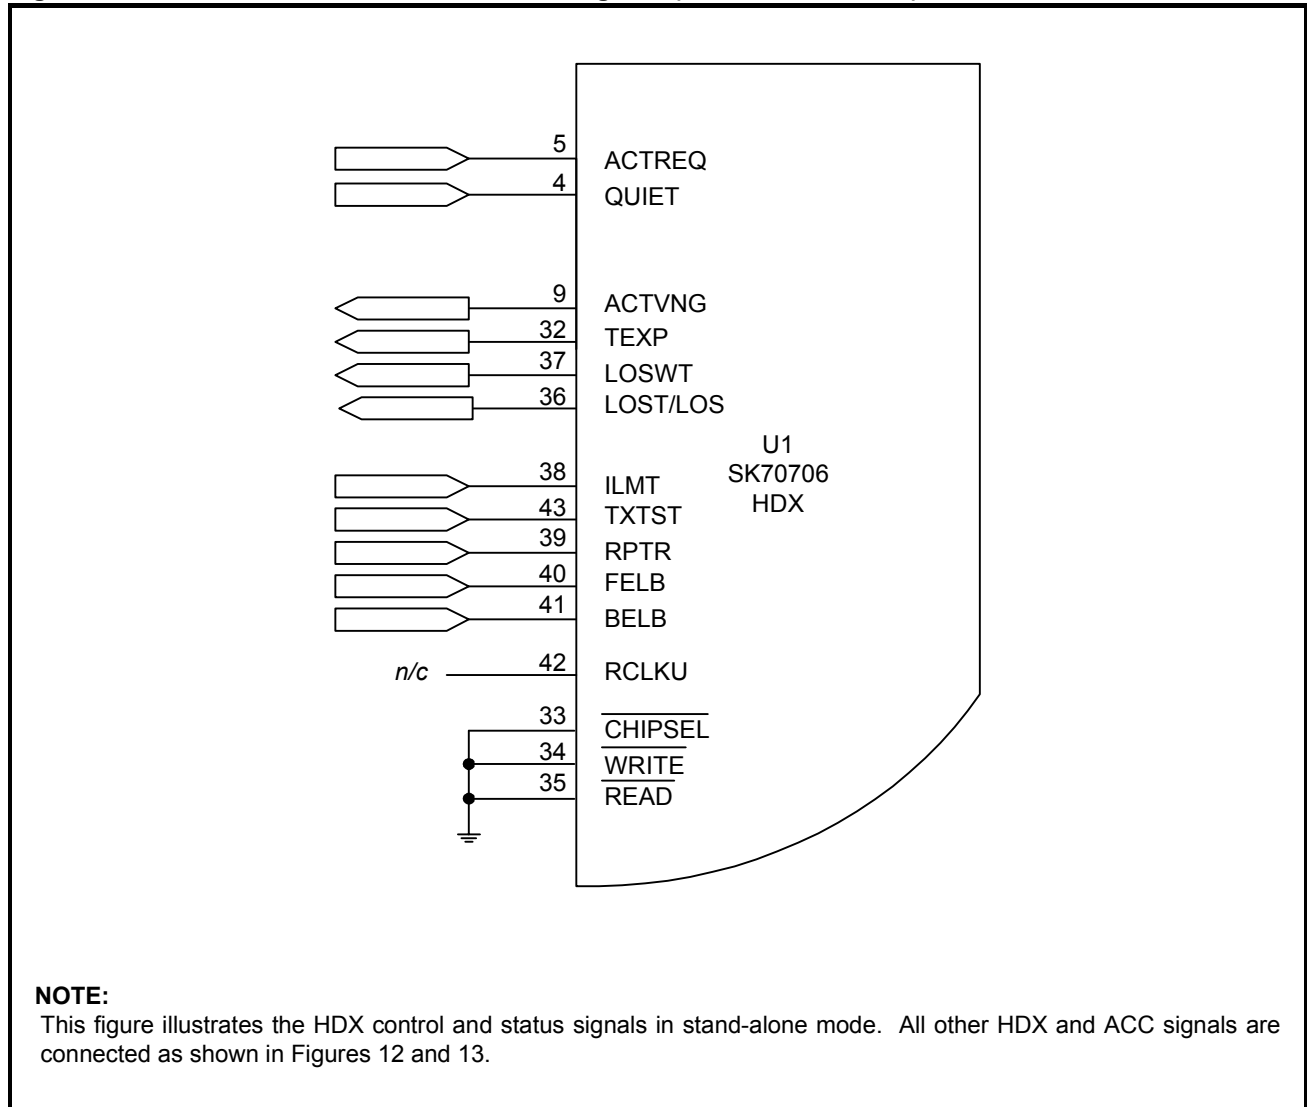 5 ACTREQ
4 QUIET
9 ACTVNG
32 TEXP
37 LOSWT
36 LOST/LOS
U1
SK70706
HDX
38 ILMT
43 TXTST
39 RPTR
40 FELB
41 BELB
n/c 42 RCLKU
33 CHIPSEL
34 WRITE
35 READ
NOTE:
This figure illustrates the HDX control and status signals in stand-alone mode. All other HDX and ACC signals are
connected as shown in Figures 12 and 13.